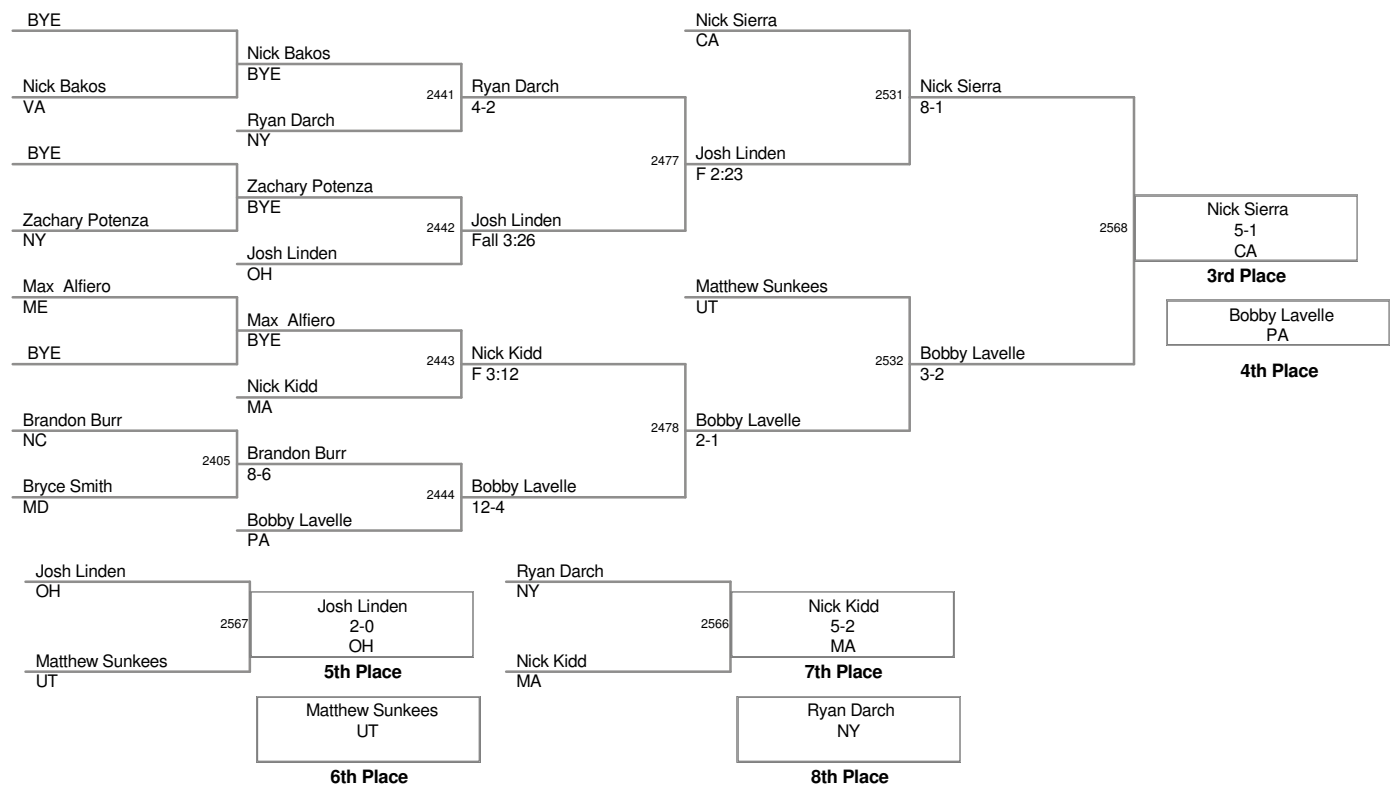 BYE
Nick Bakos
VA
BYE
Zachary Potenza
NY
Max  Alfiero
ME
BYE
Brandon Burr
NC
2405
Bryce Smith
MD
Nick Bakos
BYE
2441
Ryan Darch
NY
Zachary Potenza
BYE
2442
Josh Linden
OH
Max  Alfiero
BYE
2443
Nick Kidd
MA
Brandon Burr
8-6
2444
Bobby Lavelle
PA
Ryan Darch
4-2
2477
Josh Linden
Fall 3:26
Nick Kidd
F 3:12
2478
Bobby Lavelle
12-4
Nick Sierra
CA
2531
Josh Linden
F 2:23
Matthew Sunkees
UT
2532
Bobby Lavelle
2-1
Nick Sierra
8-1
2568
Bobby Lavelle
3-2
Nick Sierra
5-1
CA
3rd Place
Bobby Lavelle
PA
4th Place
Josh Linden
OH
2567
Matthew Sunkees
UT
Josh Linden
2-0
OH
5th Place
Matthew Sunkees
UT
6th Place
Ryan Darch
NY
2566
Nick Kidd
MA
Nick Kidd
5-2
MA
7th Place
Ryan Darch
NY
8th Place